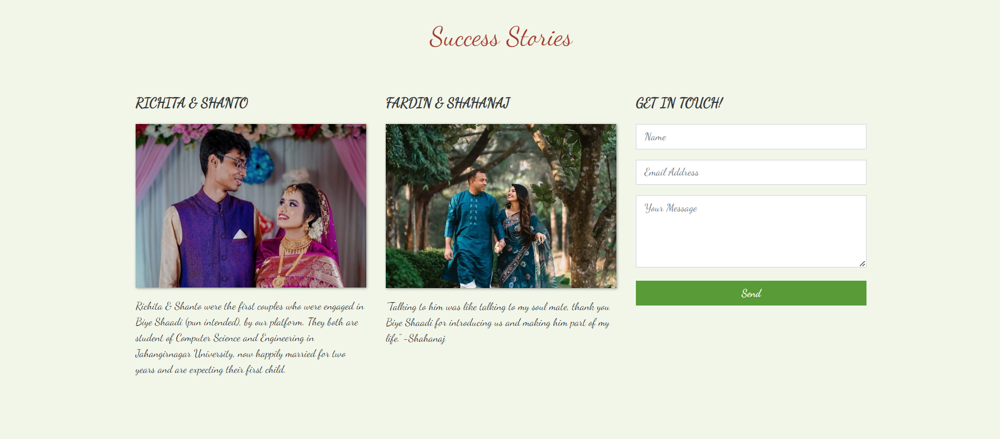 Success Stories
RICHITA & SHANTO
Richita & Shanto were the first couples who were engaged in
Biye Shaadi (pun intended), by our platform. They both are
student of Computer Science and Engineering in
Jahangirnagar University, now happily married for two
years and are expecting their first child.
FARDIN & SHAHANAJ
"Talking to him was like talking to my soul mate, thank you
Biye Shaadi for introducing us and making him part of my
life." -Shahanaj
GET IN TOUCH!
Name
Email Address
Your Message
Send